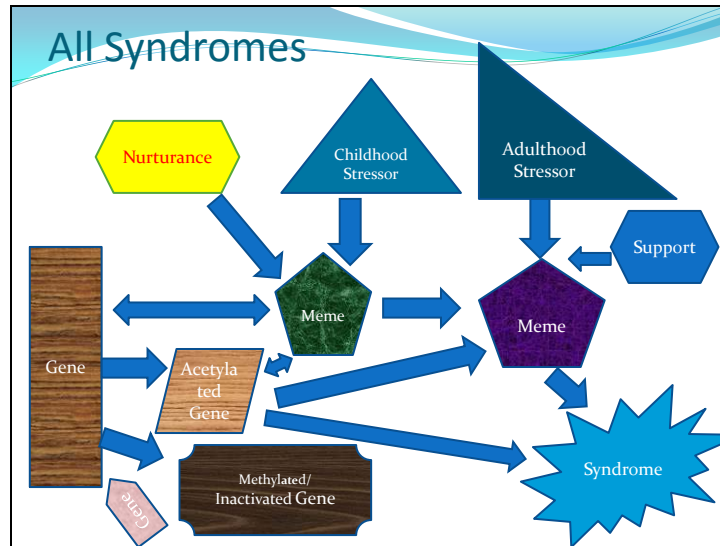 All Syndromes
Nurturance
Childhood
Stressor
Adulthood
Stressor
Support
Meme
Meme
Gene
Acetyla
ted
Gene
Methylated/
Inactivated Gene
Gene
Syndrome